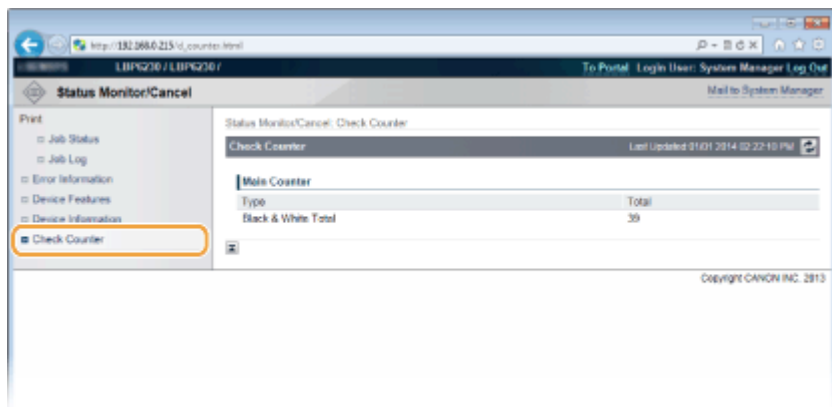 http://192.168.0.215/d_counter.html
LBP6230 / LBP6230 /
To Portal Login User: System Manager Log Out
Status Monitor/Cancel
Mail to System Manager
Print
Job Status
Job Log
Error Information
Device Features
Device Information
Check Counter
Status Monitor/Cancel: Check Counter
Check Counter
Last Updated 01/01 2014 02:22:10 PM
Main Counter
Type Total
Black & White Total 39
Copyright CANON INC. 2013